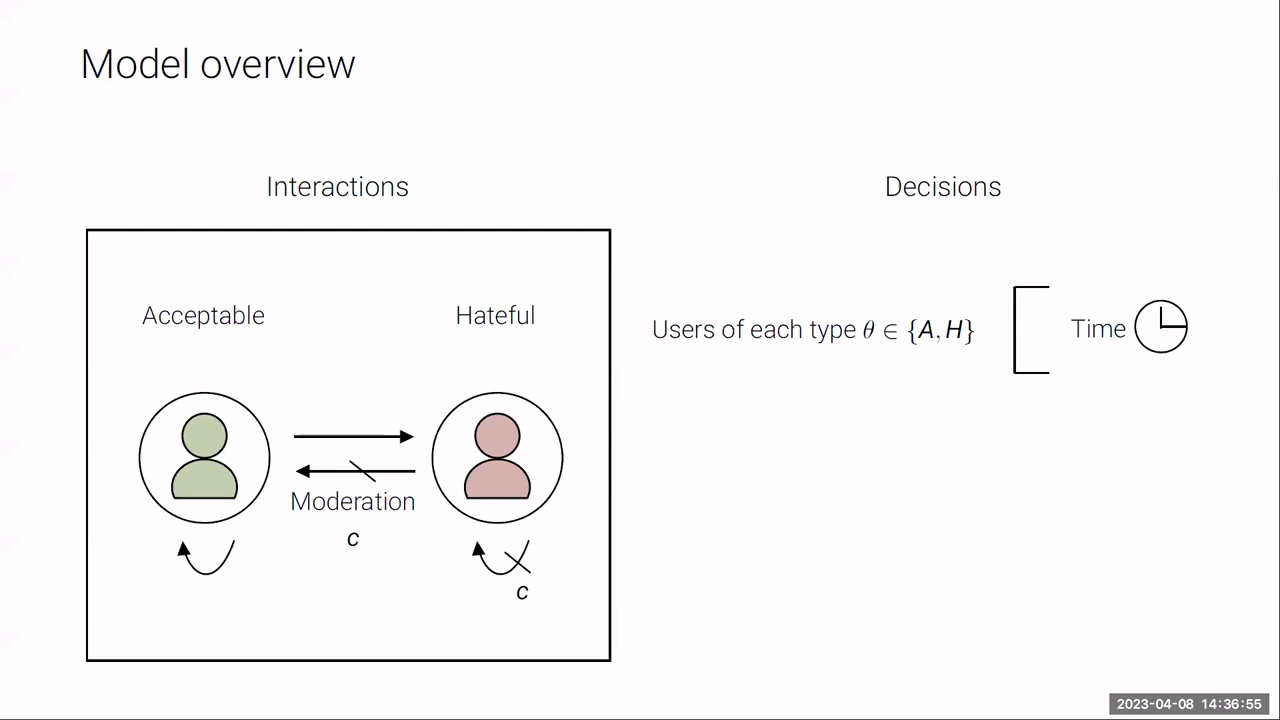 Model overview
Interactions
Decisions
Acceptable
Hateful
Users of each type θ ∈ {A, H}
Time
Moderation
c
c
2023-04-08 14:36:55